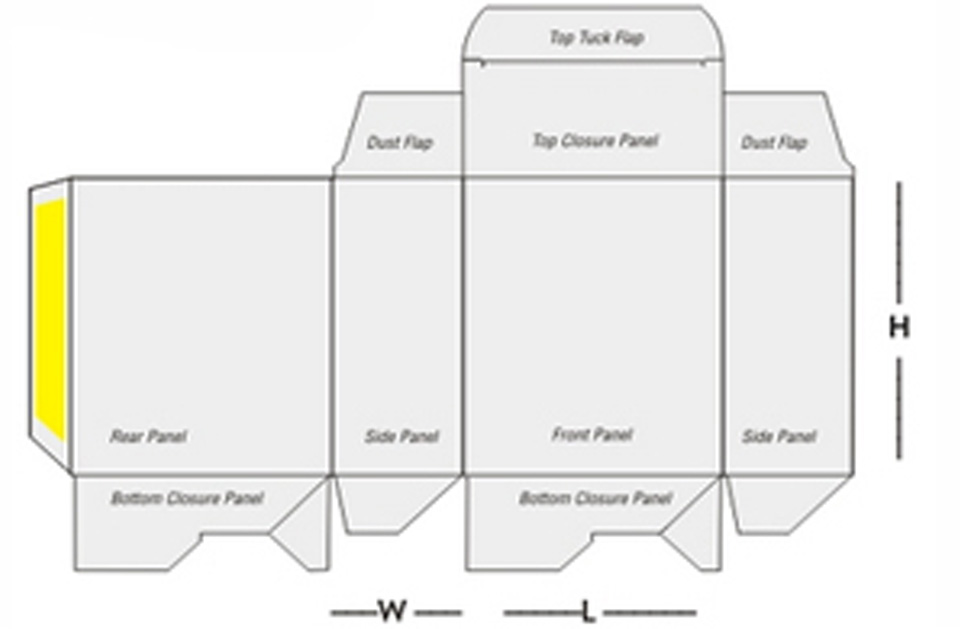 Top Tuck Flap
Dust Flap
Top Closure Panel
Dust Flap
H
Rear Panel
Side Panel
Front Panel
Side Panel
Bottom Closure Panel
Bottom Closure Panel
W
L